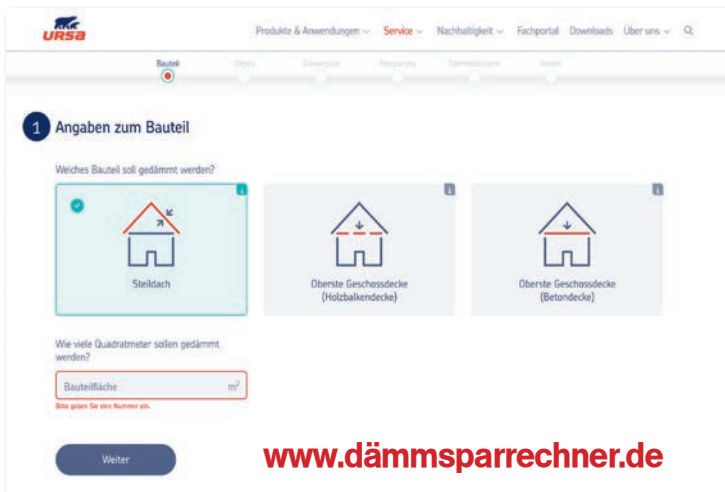 URSA
Produkte & Anwendungen Service Nachhaltigkeit Fachportal Downloads Über uns
Bauteil
1 Angaben zum Bauteil
Welches Bauteil soll gedämmt werden?
Steildach
Oberste Geschossdecke
(Holzbalkendecke)
Oberste Geschossdecke
(Betondecke)
Wie viele Quadratmeter sollen gedämmt
werden?
Bauteilfläche m²
Bitte geben Sie eine Nummer ein.
Weiter
www.dämmsparrechner.de